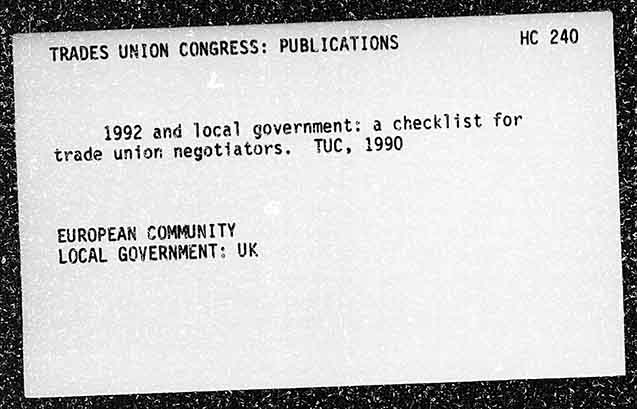 TRADES UNION CONGRESS: PUBLICATIONS HC 240
1992 and local government: a checklist for
trade union negotiators. TUC, 1990
EUROPEAN COMMUNITY
LOCAL GOVERNMENT: UK